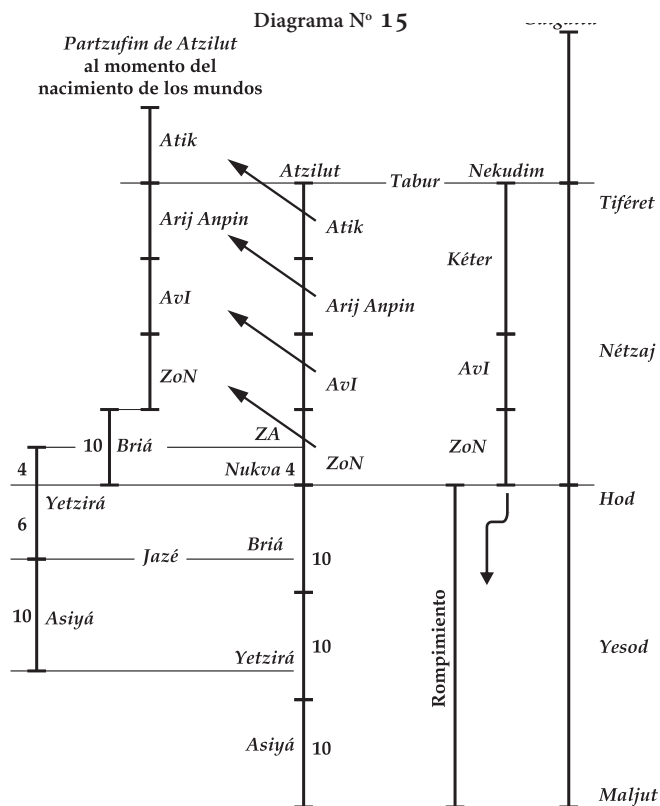 Diagrama Nº 15
Partzufim de Atzilut
al momento del
nacimiento de los mundos
Atik
Atzilut
Tabur
Nekudim
Tiféret
Arij Anpin
Atik
Kéter
AvI
Arij Anpin
Nétzaj
ZoN
AvI
AvI
10 Briá
ZA
ZoN
ZoN
4
Nukva 4
Yetzirá
Hod
6
Briá
Jazé
10
10 Asiyá
Rompimiento
10
Yesod
Yetzirá
Asiyá 10
Maljut